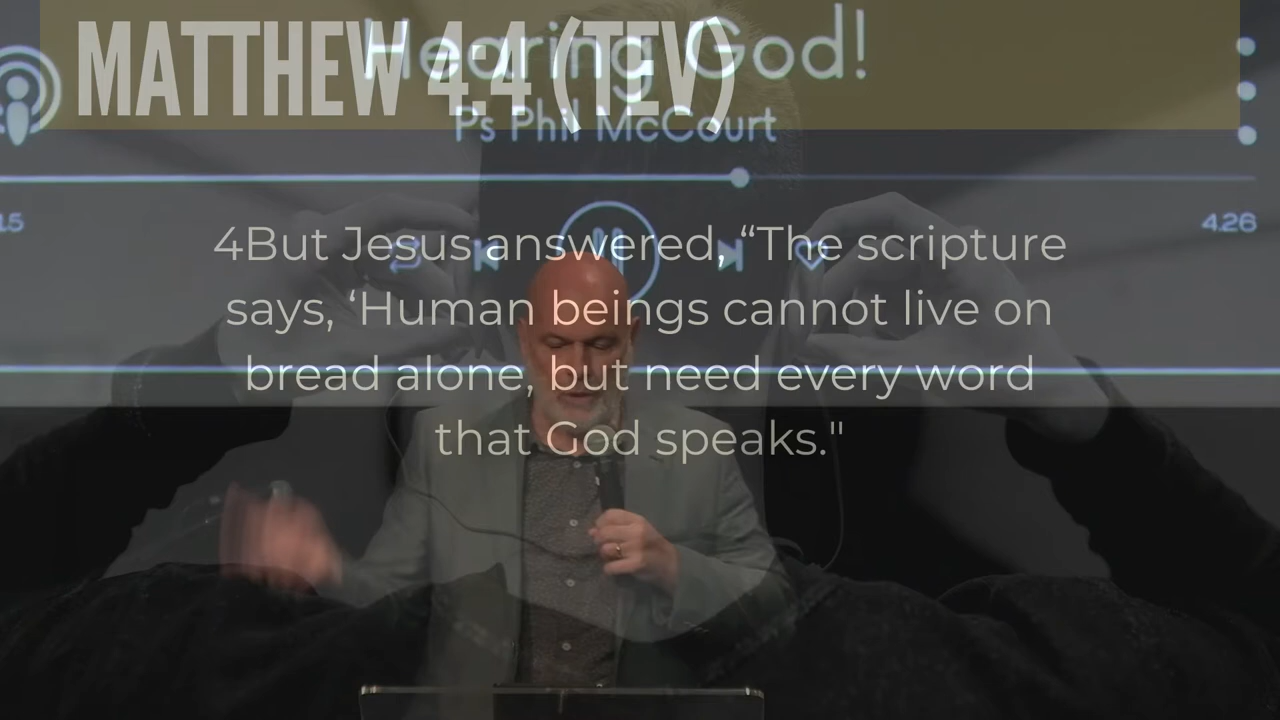 MATTHEW 4:4 (TEV)
Hearing God!
Ps Phil McCourt
15
4.26
4But Jesus answered, “The scripture
says, ‘Human beings cannot live on
bread alone, but need every word
that God speaks."